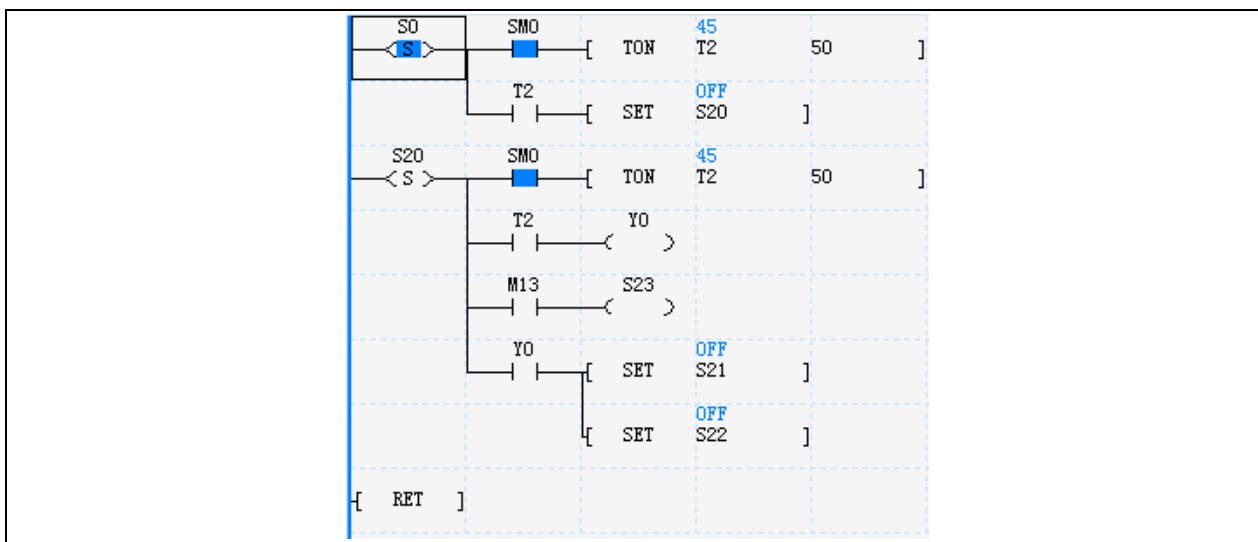 S0 SM0 45
S TON T2 50
T2 OFF
SET S20
S20 SM0 45
S TON T2 50
T2 Y0
M13 S23
Y0 OFF
SET S21
OFF
SET S22
RET